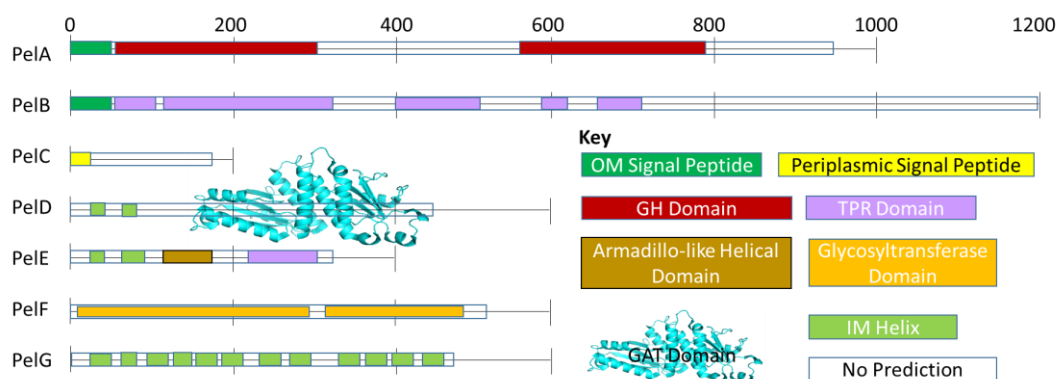 0 200 400 600 800 1000 1200
PelA
PelB
PelC
Key
OM Signal Peptide Periplasmic Signal Peptide
PelD
GH Domain TPR Domain
PelE
Armadillo-like Helical
Domain
Glycosyltransferase
Domain
PelF
IM Helix
GAT Domain
PelG
No Prediction